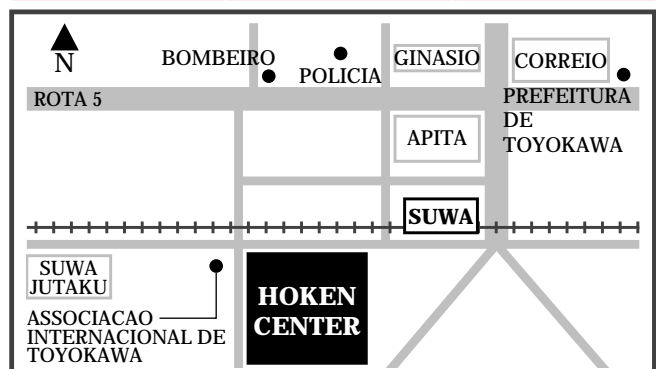 N
BOMBEIRO
POLICIA
GINASIO
CORREIO
ROTA 5
PREFEITURA
DE
TOYOKAWA
APITA
SUWA
SUWA
JUTAKU
HOKEN
CENTER
ASSOCIACAO
INTERNACIONAL DE
TOYOKAWA